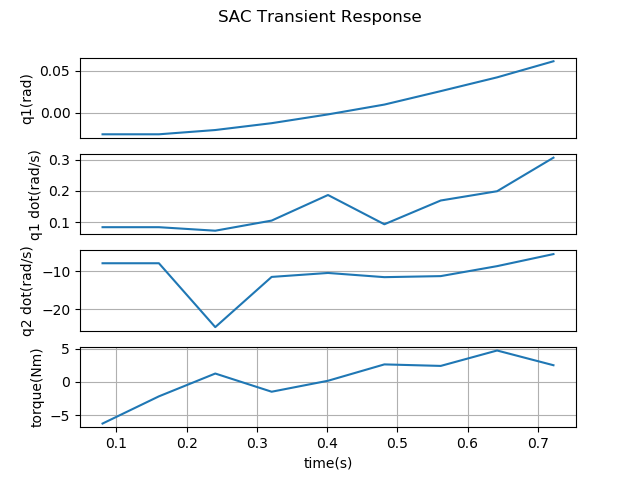 SAC Transient Response
0.05
0.00
q1(rad)
0.3
0.2
0.1
q1 dot(rad/s)
−10
−20
q2 dot(rad/s)
5
0
−5
torque(Nm)
0.1 0.2 0.3 0.4 0.5 0.6 0.7
time(s)